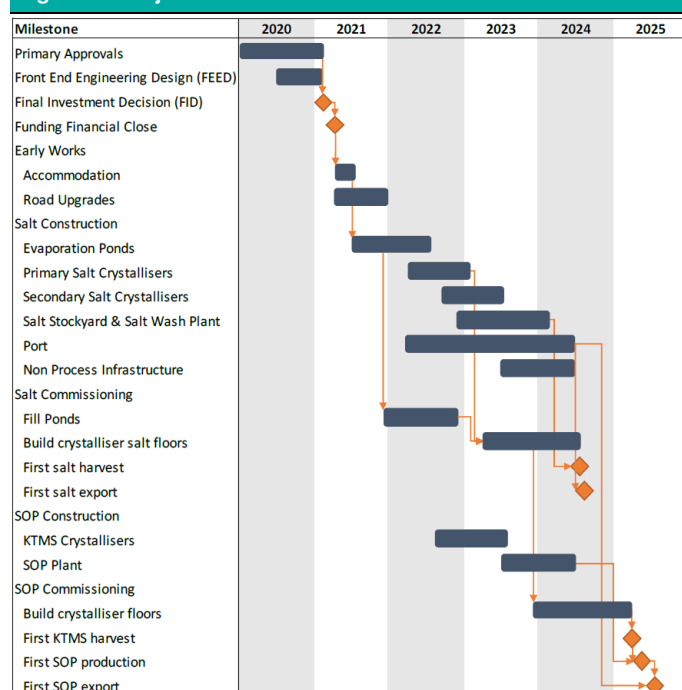 Milestone 2020 2021 2022 2023 2024 2025
Primary Approvals
Front End Engineering Design (FEED)
Final Investment Decision (FID)
Funding Financial Close
Early Works
Accommodation
Road Upgrades
Salt Construction
Evaporation Ponds
Primary Salt Crystallisers
Secondary Salt Crystallisers
Salt Stockyard & Salt Wash Plant
Port
Non Process Infrastructure
Salt Commissioning
Fill Ponds
Build crystalliser salt floors
First salt harvest
First salt export
SOP Construction
KTMS Crystallisers
SOP Plant
SOP Commissioning
Build crystalliser floors
First KTMS harvest
First SOP production
First SOP export